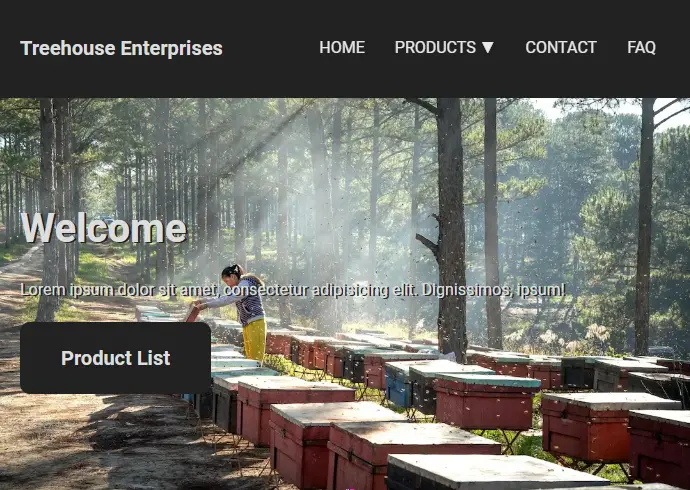 Treehouse Enterprises
HOME PRODUCTS ▼ CONTACT FAQ
Welcome
Lorem ipsum dolor sit amet, consectetur adipisicing elit. Dignissimos, ipsum!
Product List